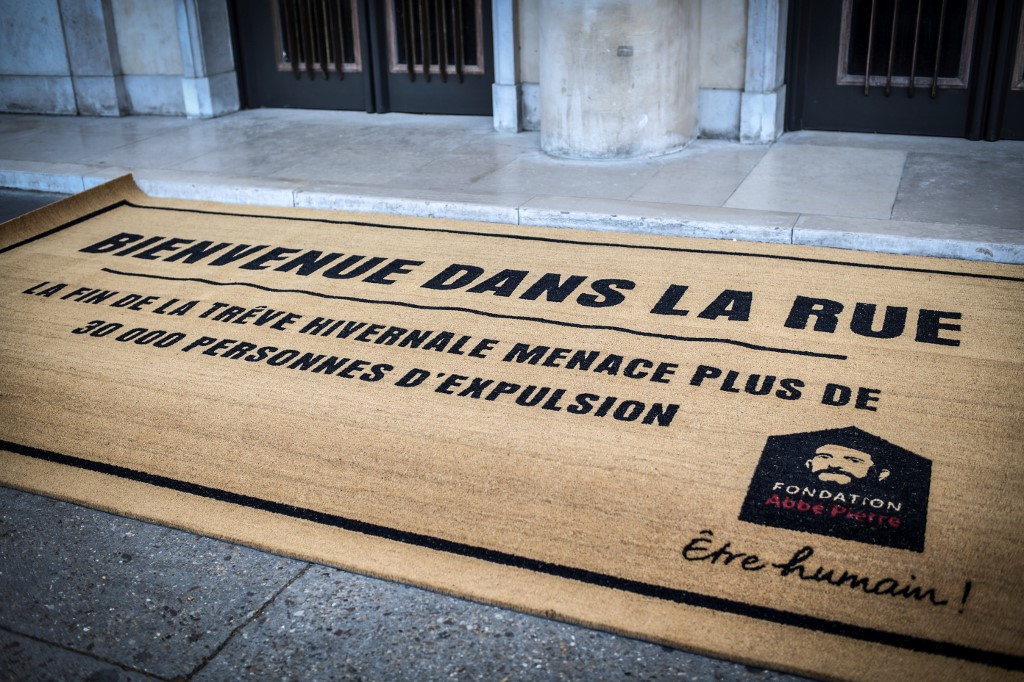 BIENVENUE DANS LA RUE
LA FIN DE LA TRÊVE HIVERNALE MENACE PLUS DE
30 000 PERSONNES D'EXPULSION
FONDATION
Abbé Pierre
Être humain !